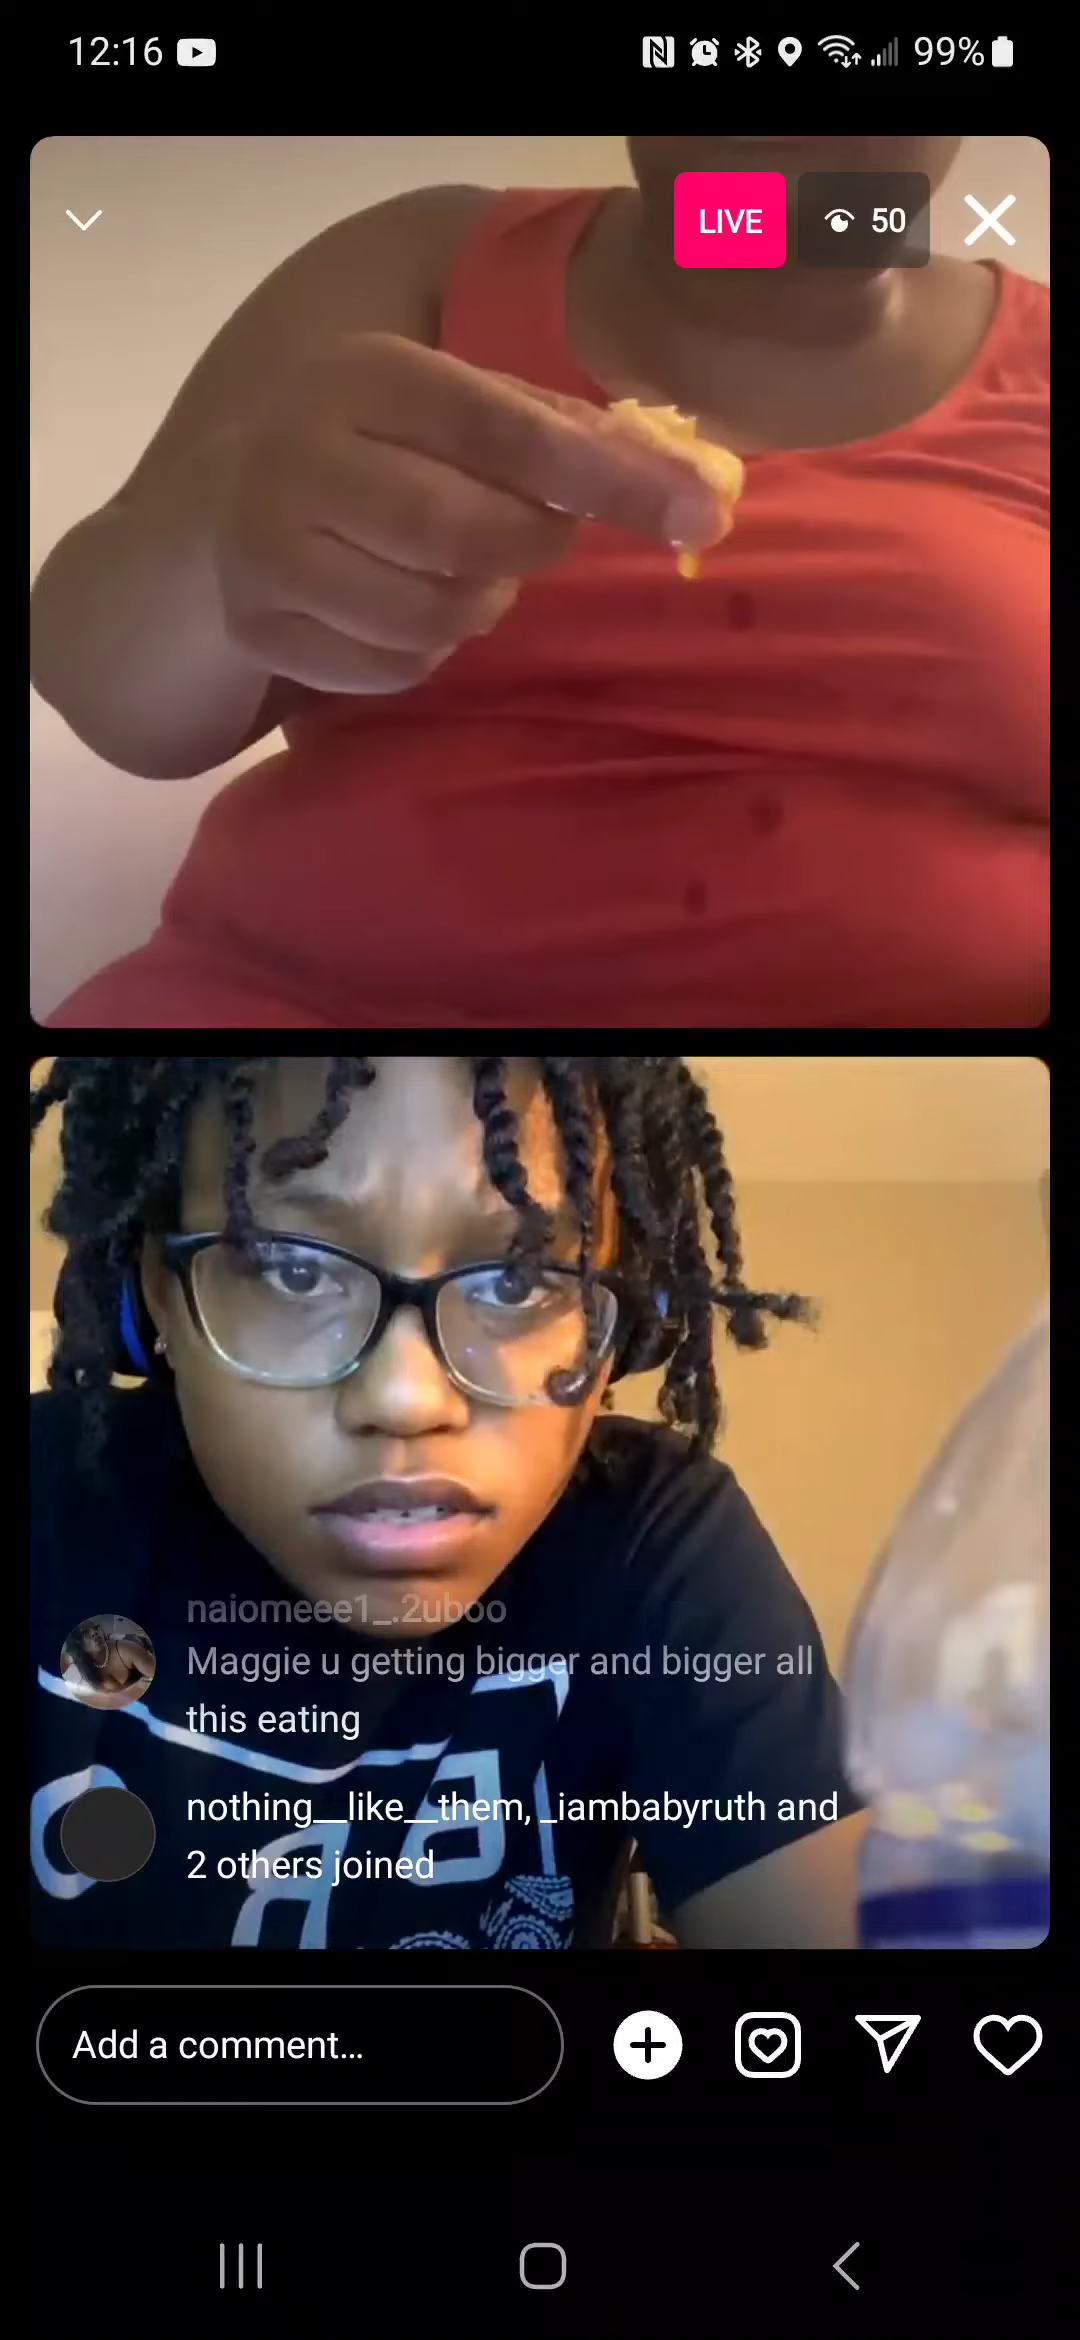 12:16
99%
LIVE
50
naiomeee1_.2uboo
Maggie u getting bigger and bigger all
this eating
nothing__like__them, _iambabyruth and
2 others joined
Add a comment...